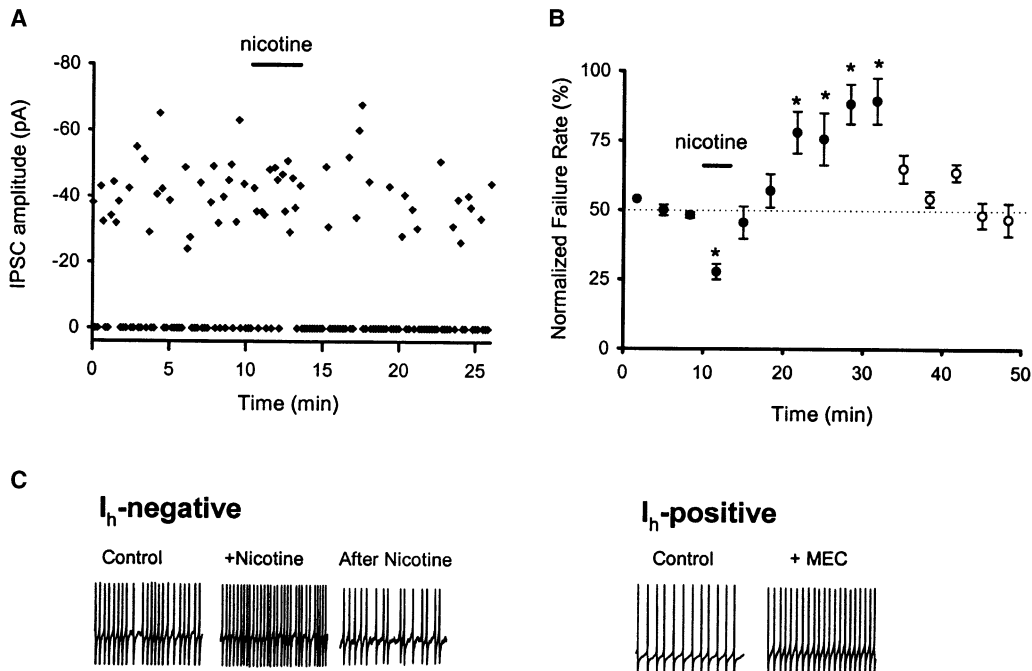 A
nicotine
IPSC amplitude (pA)
-80
-60
-40
-20
0
0 5 10 15 20 25
Time (min)
B
Normalized Failure Rate (%)
100
75
50
25
0
* * * *
nicotine
*
0 10 20 30 40 50
Time (min)
C
Ih-negative
Control +Nicotine After Nicotine
Ih-positive
Control + MEC